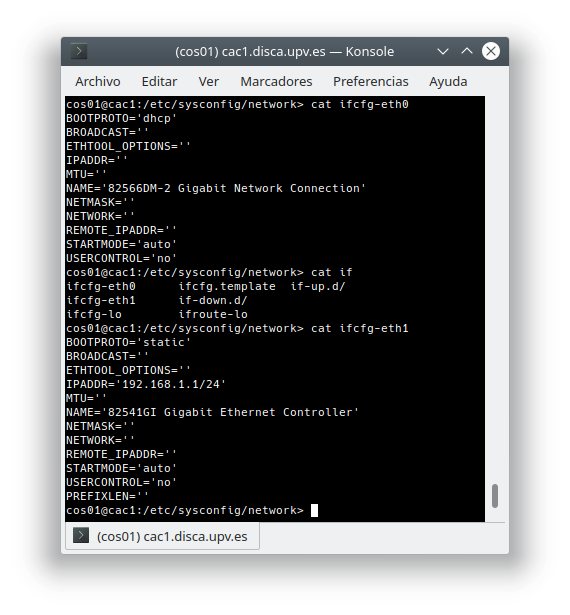 (cos01) cac1.disca.upv.es — Konsole
Archivo Editar Ver Marcadores Preferencias Ayuda
cos01@cac1:/etc/sysconfig/network> cat ifcfg-eth0
BOOTPROTO='dhcp'
BROADCAST=''
ETHTOOL_OPTIONS=''
IPADDR=''
MTU=''
NAME='82566DM-2 Gigabit Network Connection'
NETMASK=''
NETWORK=''
REMOTE_IPADDR=''
STARTMODE='auto'
USERCONTROL='no'
cos01@cac1:/etc/sysconfig/network> cat if
ifcfg-eth0 ifcfg.template if-up.d/
ifcfg-eth1 if-down.d/
ifcfg-lo ifroute-lo
cos01@cac1:/etc/sysconfig/network> cat ifcfg-eth1
BOOTPROTO='static'
BROADCAST=''
ETHTOOL_OPTIONS=''
IPADDR='192.168.1.1/24'
MTU=''
NAME='82541GI Gigabit Ethernet Controller'
NETMASK=''
NETWORK=''
REMOTE_IPADDR=''
STARTMODE='auto'
USERCONTROL='no'
PREFIXLEN=''
cos01@cac1:/etc/sysconfig/network>
(cos01) cac1.disca.upv.es